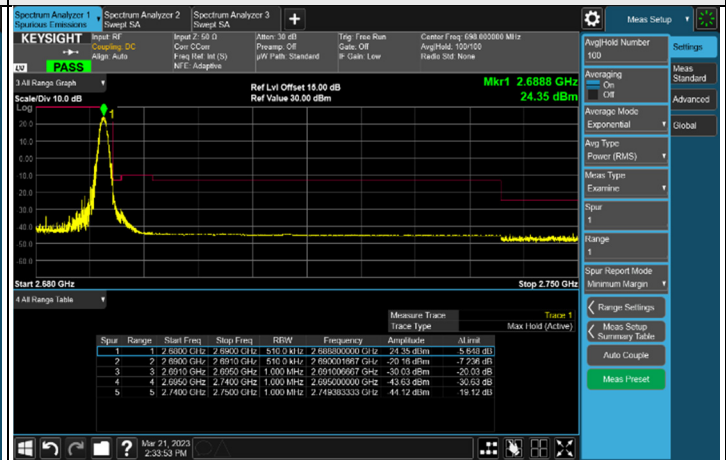 Spectrum Analyzer 1
Spurious Emissions
Spectrum Analyzer 2
Swept SA
Spectrum Analyzer 3
Swept SA
+
Meas Setup
KEYSIGHT
Input: RF
Coupling: DC
Align: Auto
Input Z: 50 Ω
Corr CCorr
Freq Ref: Int (S)
NFE: Adaptive
Atten: 30 dB
Preamp: Off
µW Path: Standard
Trig: Free Run
Gate: Off
IF Gain: Low
Center Freq: 698.000000 MHz
Avg|Hold: 100/100
Radio Std: None
LXI
PASS
3 All Range Graph
Scale/Div 10.0 dB
Ref Lvl Offset 15.00 dB
Ref Value 30.00 dBm
Mkr1 2.6888 GHz
24.35 dBm
Log
20.0
10.0
0.00
10.0
20.0
30.0
-40.0
-50.0
-60.0
1
Start 2.680 GHz
Stop 2.750 GHz
4 All Range Table
Measure Trace Trace 1
Trace Type Max Hold (Active)
Spur Range Start Freq Stop Freq RBW Frequency Amplitude ΔLimit
1 1 2.6800 GHz 2.6900 GHz 510.0 kHz 2.688800000 GHz 24.35 dBm -5.648 dB
2 2 2.6900 GHz 2.6910 GHz 510.0 kHz 2.690001667 GHz -20.16 dBm -7.236 dB
3 3 2.6910 GHz 2.6950 GHz 1.000 MHz 2.691006667 GHz -30.03 dBm -20.03 dB
4 4 2.6950 GHz 2.7400 GHz 1.000 MHz 2.695000000 GHz -43.63 dBm -30.63 dB
5 5 2.7400 GHz 2.7500 GHz 1.000 MHz 2.749383333 GHz -44.12 dBm -19.12 dB
Avg|Hold Number
100
Averaging
On
Off
Average Mode
Exponential
Avg Type
Power (RMS)
Meas Type
Examine
Spur
1
Range
1
Spur Report Mode
Minimum Margin
Range Settings
Meas Setup
Summary Table
Auto Couple
Meas Preset
Settings
Meas
Standard
Advanced
Global
?
Mar 21, 2023
2:33:53 PM